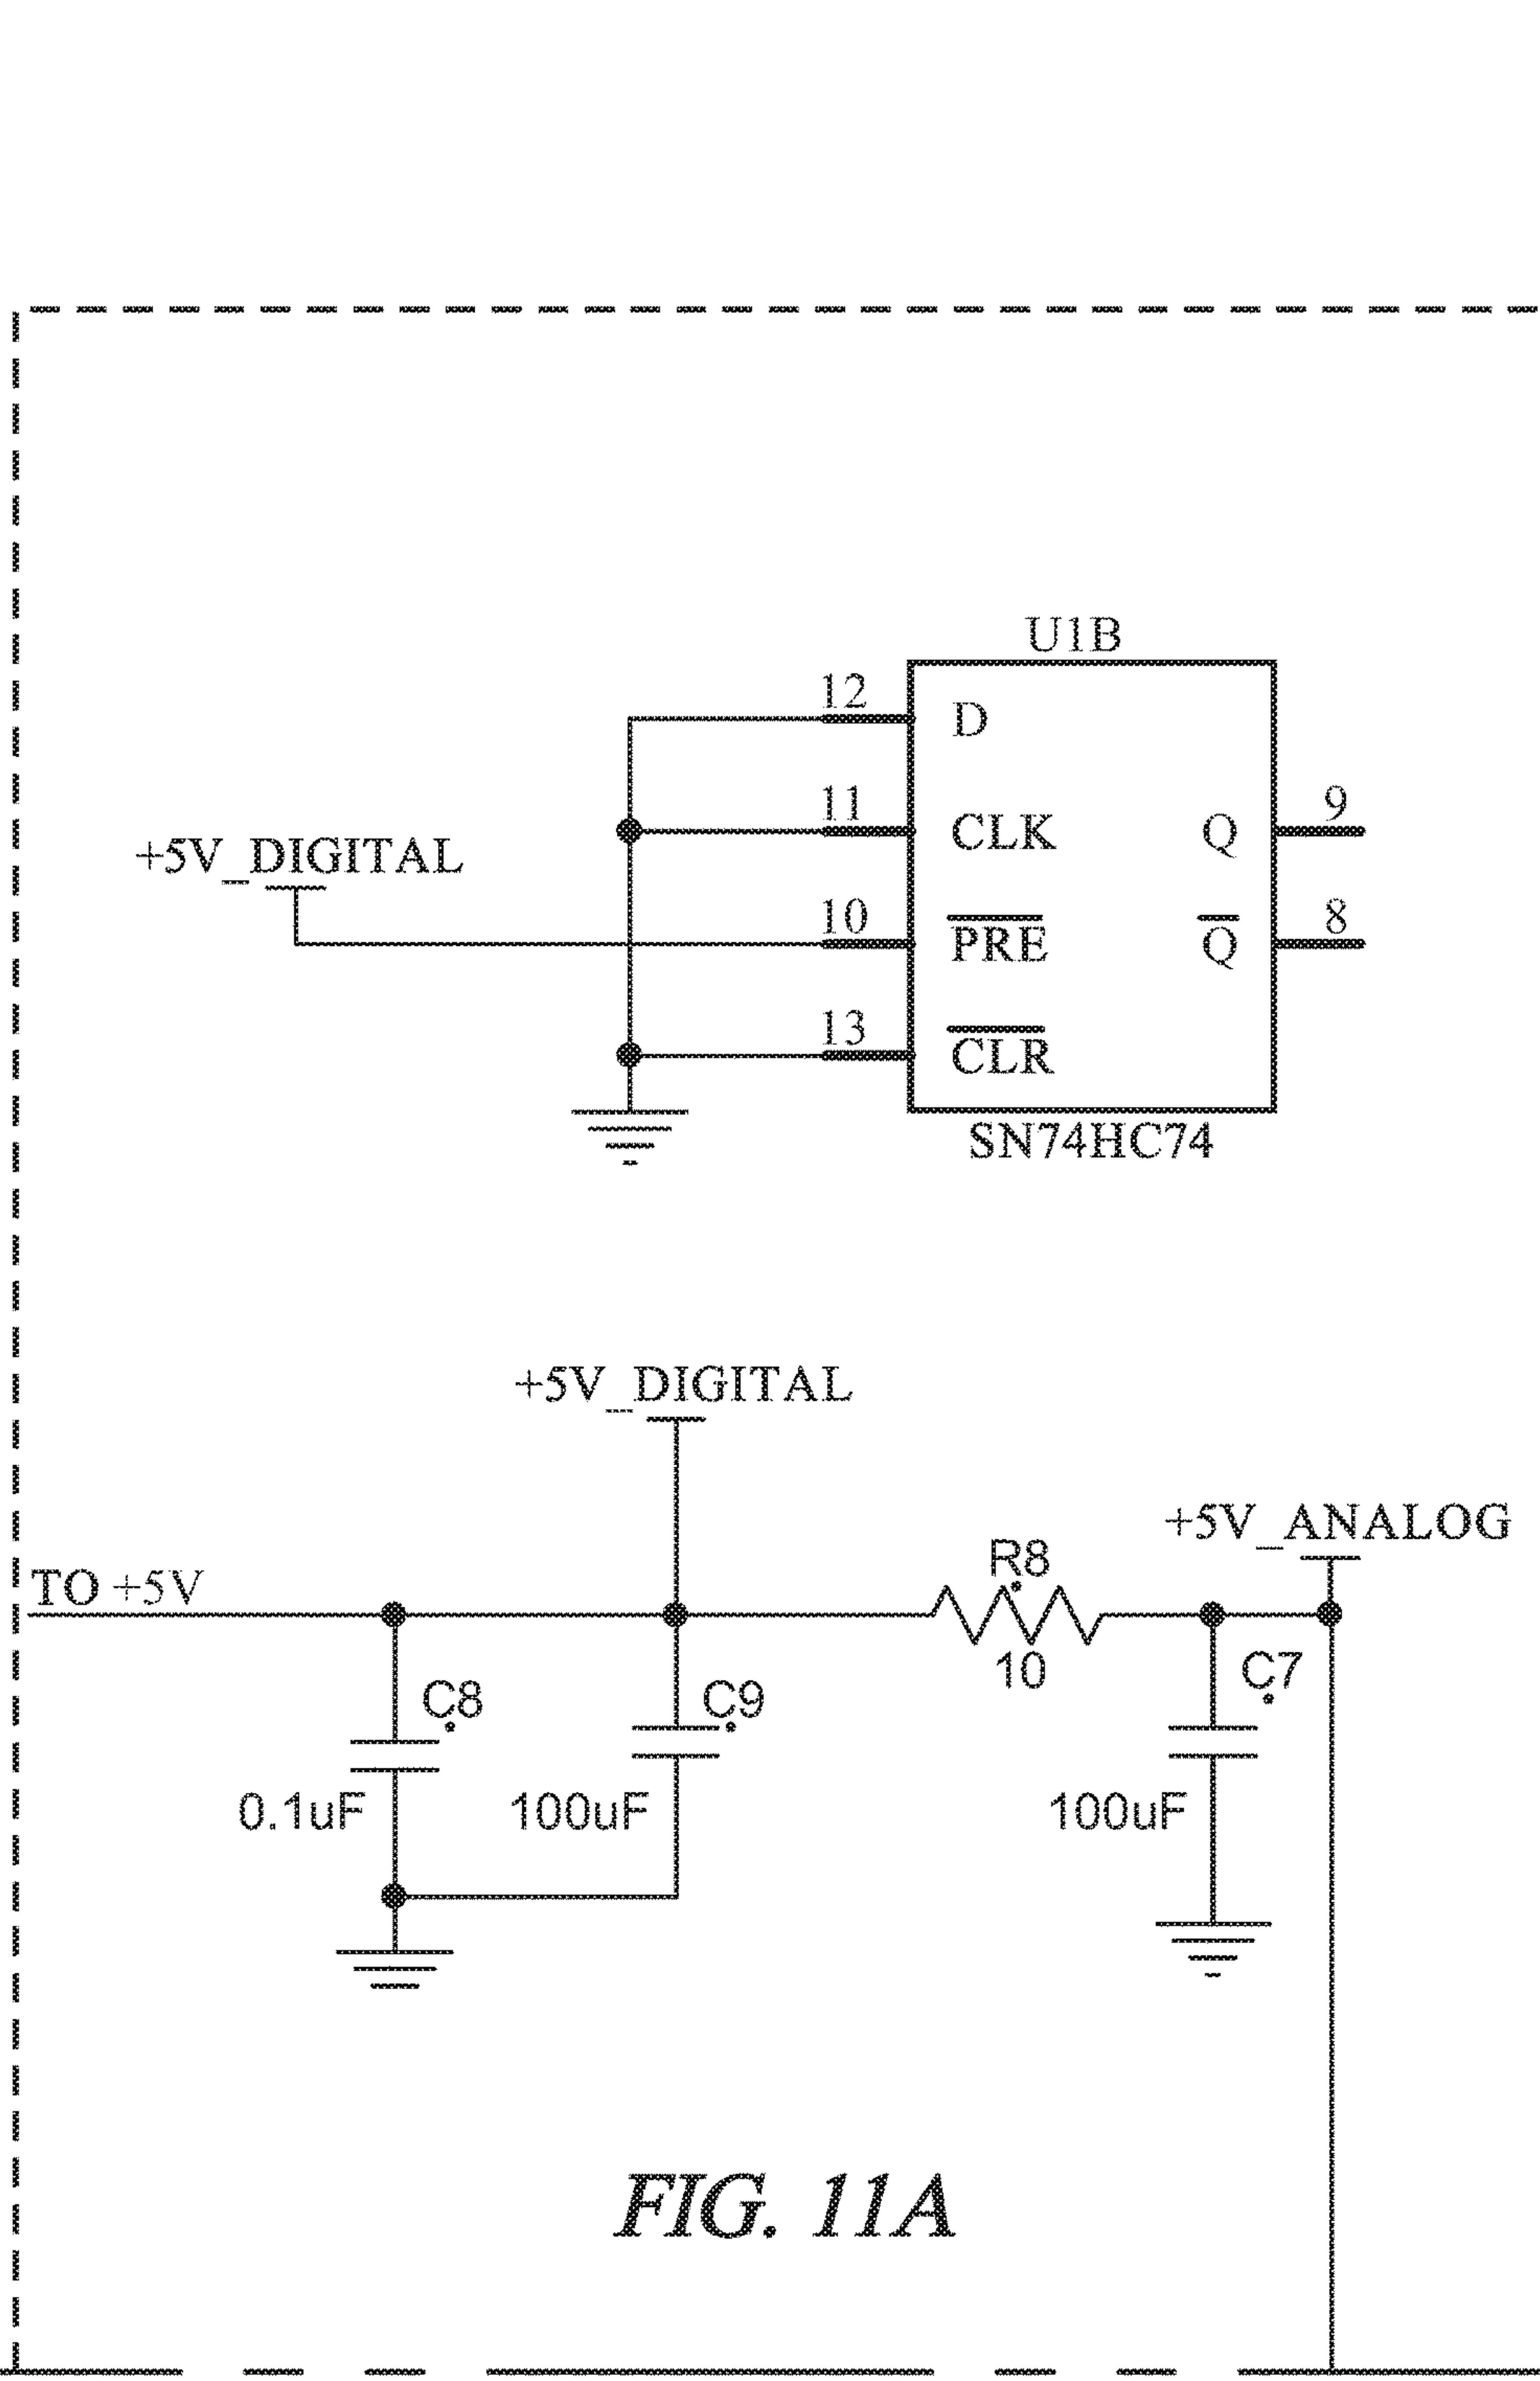 U1B
12
D
11
CLK
Q
9
+5V_DIGITAL
10
PRE
Q
8
13
CLR
SN74HC74
+5V_DIGITAL
+5V_ANALOG
TO +5V
R8
10
C8
C9
C7
0.1uF
100uF
100uF
FIG. 11A